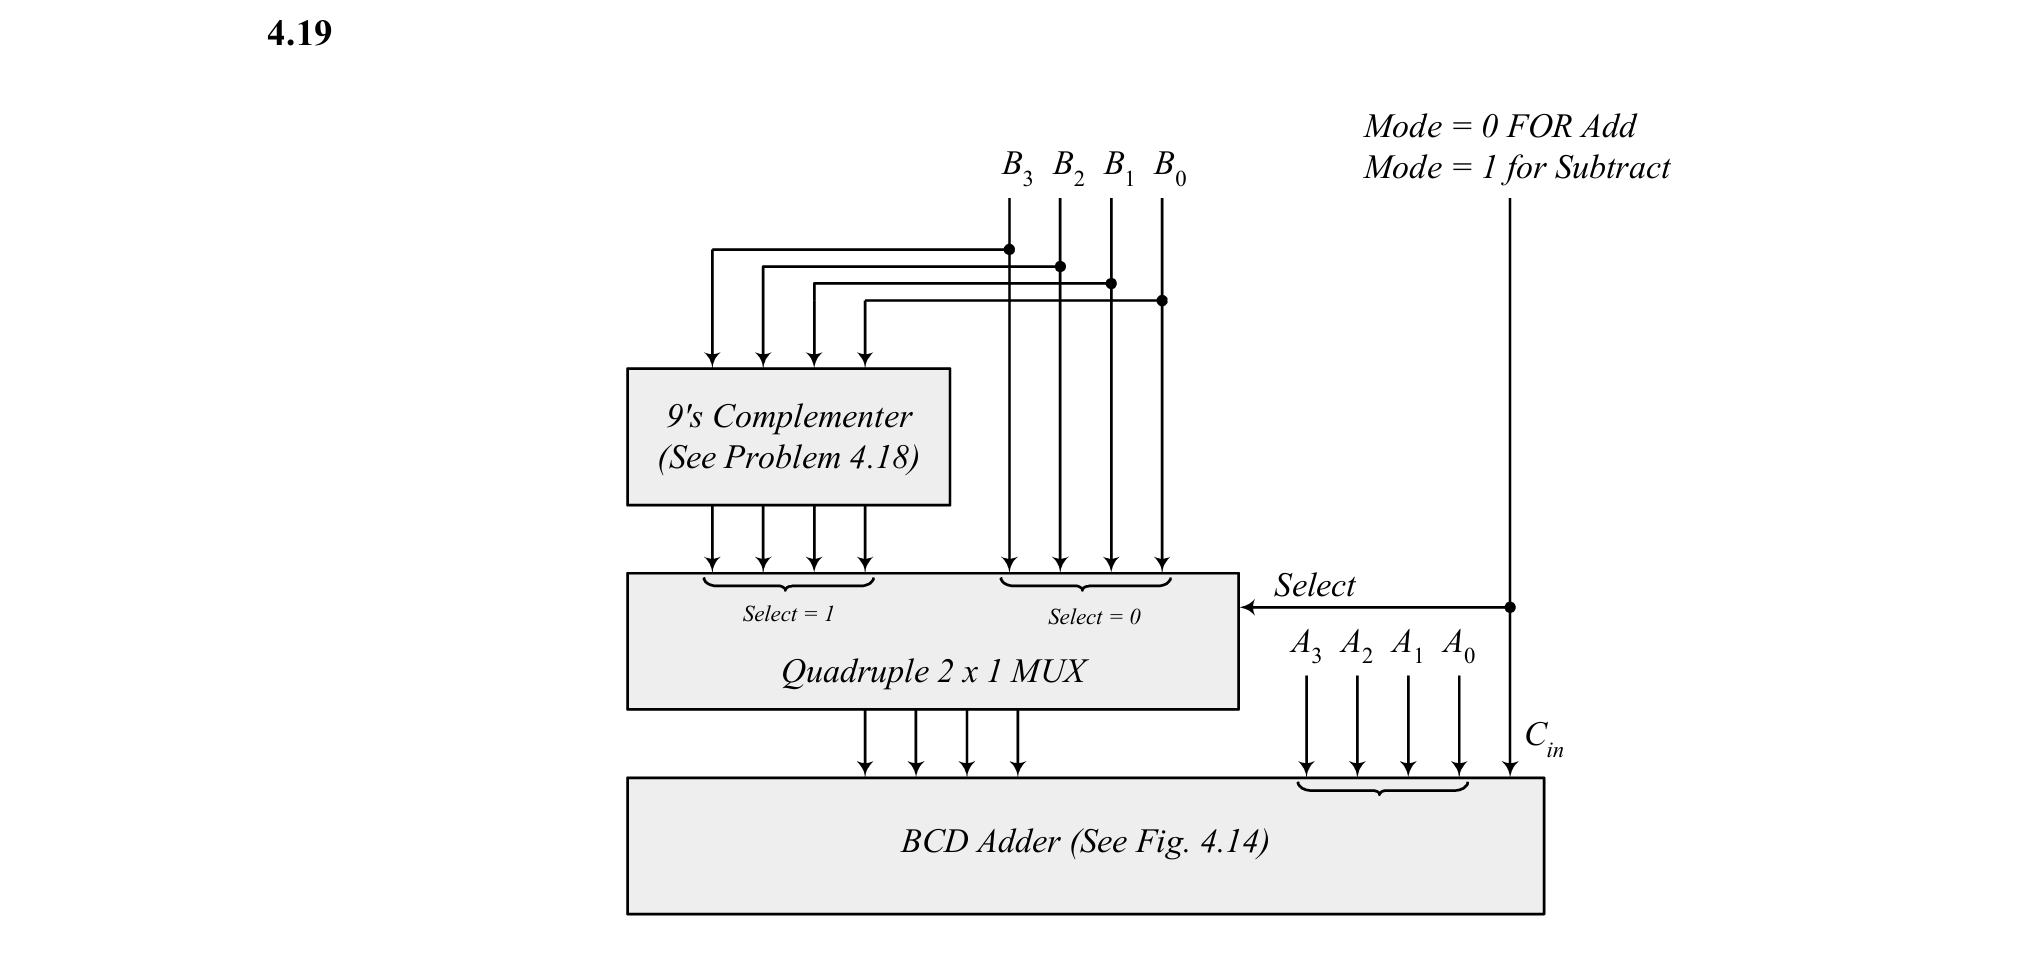 4.19
Mode = 0 FOR Add
Mode = 1 for Subtract
B3 B2 B1 B0
9's Complementer
(See Problem 4.18)
Select
Select = 1
Select = 0
A3 A2 A1 A0
Quadruple 2 x 1 MUX
Cin
BCD Adder (See Fig. 4.14)